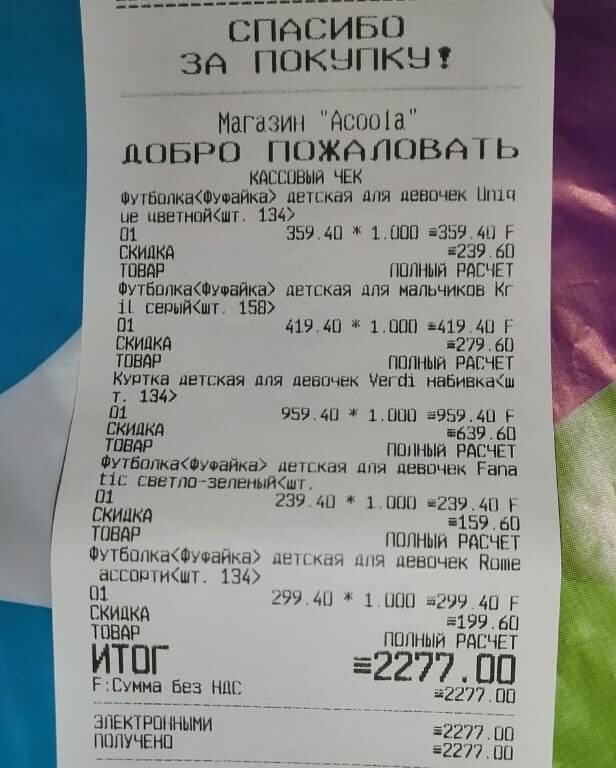 СПАСИБО
ЗА ПОКУПКУ!
Магазин "Acoola"
ДОБРО ПОЖАЛОВАТЬ
КАССОВЫЙ ЧЕК
Футболка<Фуфайка> детская для девочек Uniq
ue цветной<шт. 134>
01 359.40 * 1.000 ≡359.40 F
СКИДКА ≡239.60
ТОВАР ПОЛНЫЙ РАСЧЕТ
Футболка<Фуфайка> детская для мальчиков Kr
il серый<шт. 158>
01 419.40 * 1.000 ≡419.40 F
СКИДКА ≡279.60
ТОВАР ПОЛНЫЙ РАСЧЕТ
Куртка детская для девочек Verdi набивка<ш
т. 134>
01 959.40 * 1.000 ≡959.40 F
СКИДКА ≡639.60
ТОВАР ПОЛНЫЙ РАСЧЕТ
Футболка<Фуфайка> детская для девочек Fana
tic светло-зеленый<шт.
01 239.40 * 1.000 ≡239.40 F
СКИДКА ≡159.60
ТОВАР ПОЛНЫЙ РАСЧЕТ
Футболка<Фуфайка> детская для девочек Rome
ассорти<шт. 134>
01 299.40 * 1.000 ≡299.40 F
СКИДКА ≡199.60
ТОВАР ПОЛНЫЙ РАСЧЕТ
ИТОГ ≡2277.00
F:Сумма без НДС ≡2277.00
ЭЛЕКТРОННЫМИ ≡2277.00
ПОЛУЧЕНО ≡2277.00